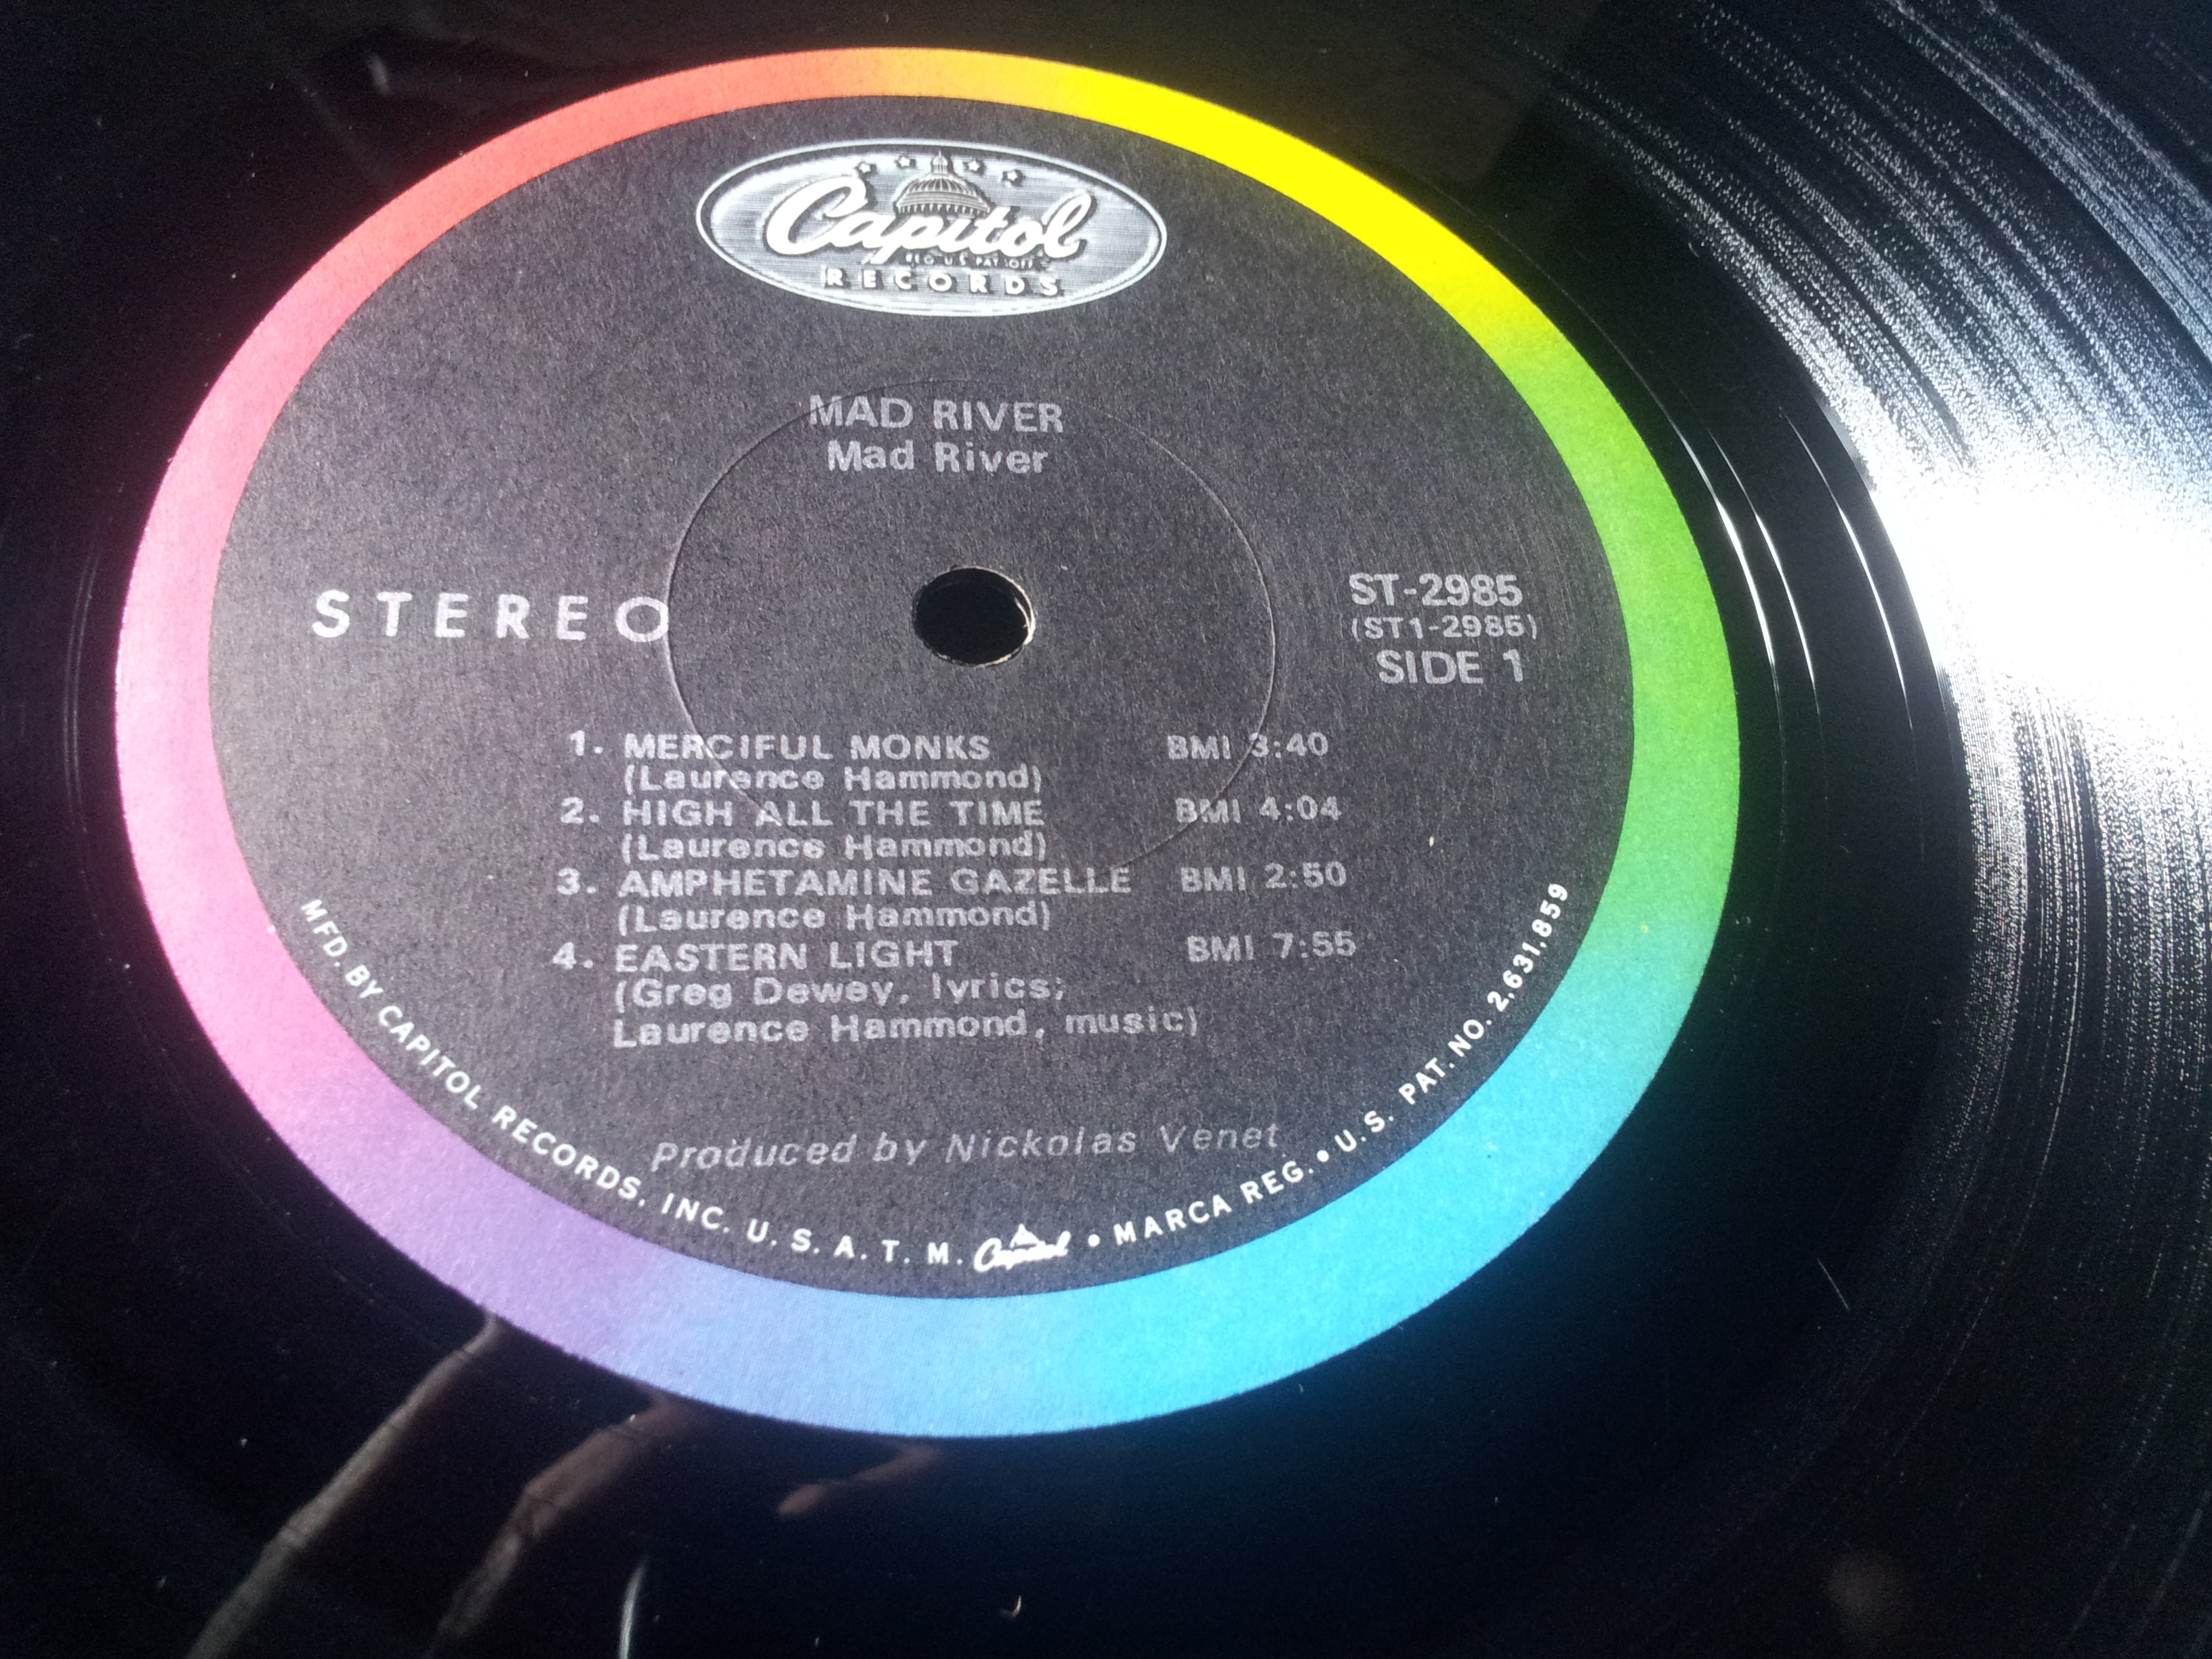 Capitol
REG. U.S. PAT. OFF.
RECORDS
MAD RIVER
Mad River
STEREO
ST-2985
(ST1-2985)
SIDE 1
1. MERCIFUL MONKS BMI 3:40
(Laurence Hammond)
2. HIGH ALL THE TIME BMI 4:04
(Laurence Hammond)
3. AMPHETAMINE GAZELLE BMI 2:50
(Laurence Hammond)
4. EASTERN LIGHT BMI 7:55
(Greg Dewey, lyrics;
Laurence Hammond, music)
Produced by Nickolas Venet
MFD. BY CAPITOL RECORDS, INC. U. S. A. T. M. Capitol • MARCA REG. • U.S. PAT. NO. 2,631,859